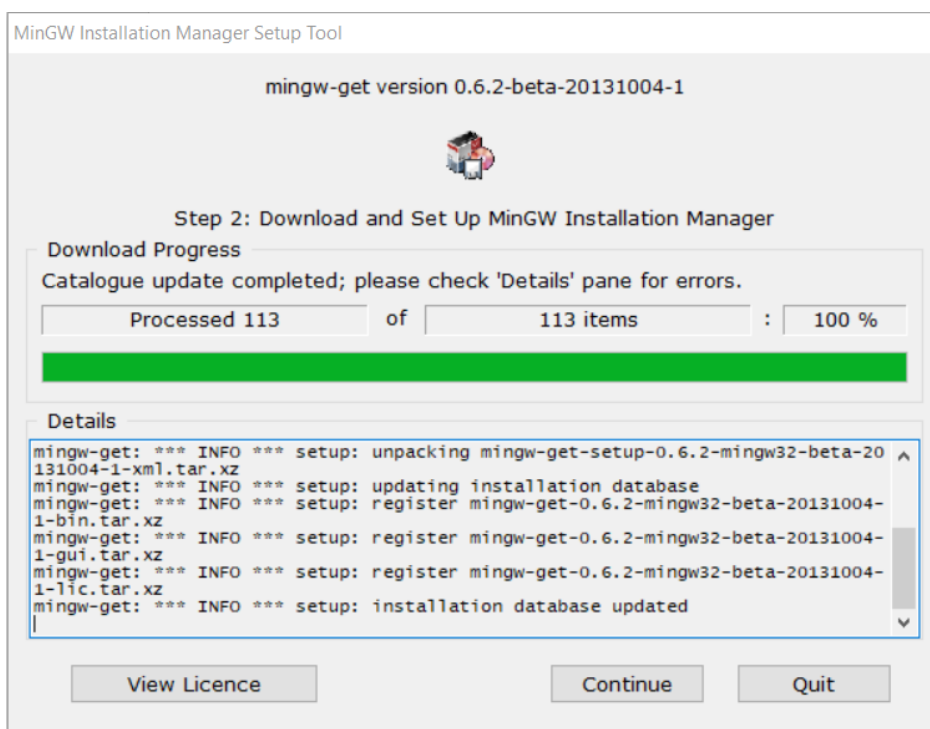 MinGW Installation Manager Setup Tool
mingw-get version 0.6.2-beta-20131004-1
Step 2: Download and Set Up MinGW Installation Manager
Download Progress
Catalogue update completed; please check 'Details' pane for errors.
Processed 113 of 113 items : 100 %
Details
mingw-get: *** INFO *** setup: unpacking mingw-get-setup-0.6.2-mingw32-beta-20
131004-1-xml.tar.xz
mingw-get: *** INFO *** setup: updating installation database
mingw-get: *** INFO *** setup: register mingw-get-0.6.2-mingw32-beta-20131004-
1-bin.tar.xz
mingw-get: *** INFO *** setup: register mingw-get-0.6.2-mingw32-beta-20131004-
1-gui.tar.xz
mingw-get: *** INFO *** setup: register mingw-get-0.6.2-mingw32-beta-20131004-
1-lic.tar.xz
mingw-get: *** INFO *** setup: installation database updated
View Licence Continue Quit